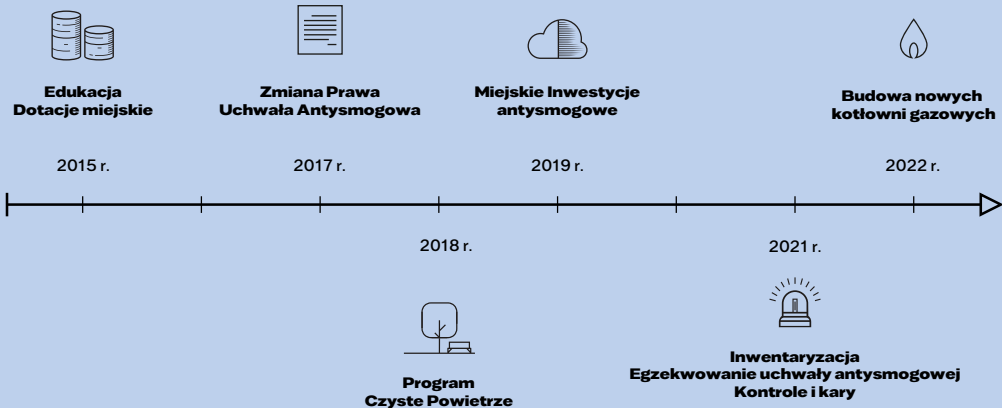 Edukacja
Dotacje miejskie
2015 r.
Zmiana Prawa
Uchwała Antysmogowa
2017 r.
Miejskie Inwestycje
antysmogowe
2019 r.
Budowa nowych
kotłowni gazowych
2022 r.
2018 r.
Program
Czyste Powietrze
2021 r.
Inwentaryzacja
Egzekwowanie uchwały antysmogowej
Kontrole i kary